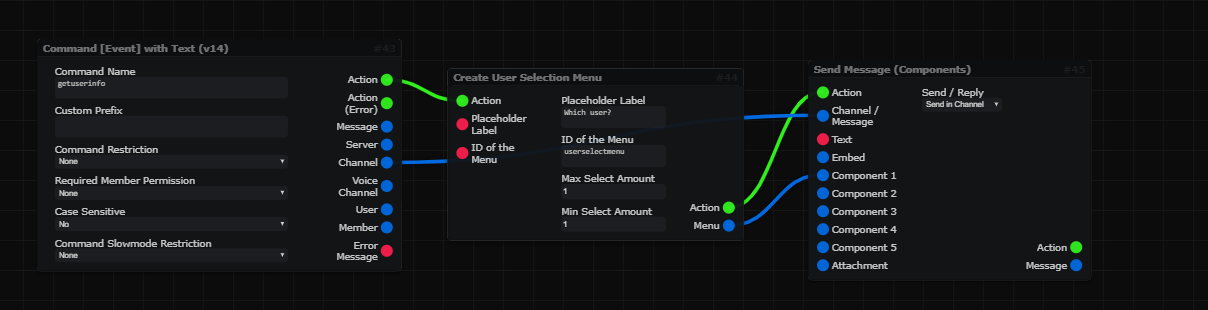 Command [Event] with Text (v14)
#43
Command Name
getuserinfo
Custom Prefix
Command Restriction
None
Required Member Permission
None
Case Sensitive
No
Command Slowmode Restriction
None
Action
Action
(Error)
Message
Server
Channel
Voice
Channel
User
Member
Error
Message
Create User Selection Menu
#44
Action
Placeholder
Label
ID of the
Menu
Placeholder Label
Which user?
ID of the Menu
userselectmenu
Max Select Amount
1
Min Select Amount
1
Action
Menu
Send Message (Components)
#45
Action
Channel /
Message
Text
Embed
Component 1
Component 2
Component 3
Component 4
Component 5
Attachment
Send / Reply
Send in Channel
Action
Message